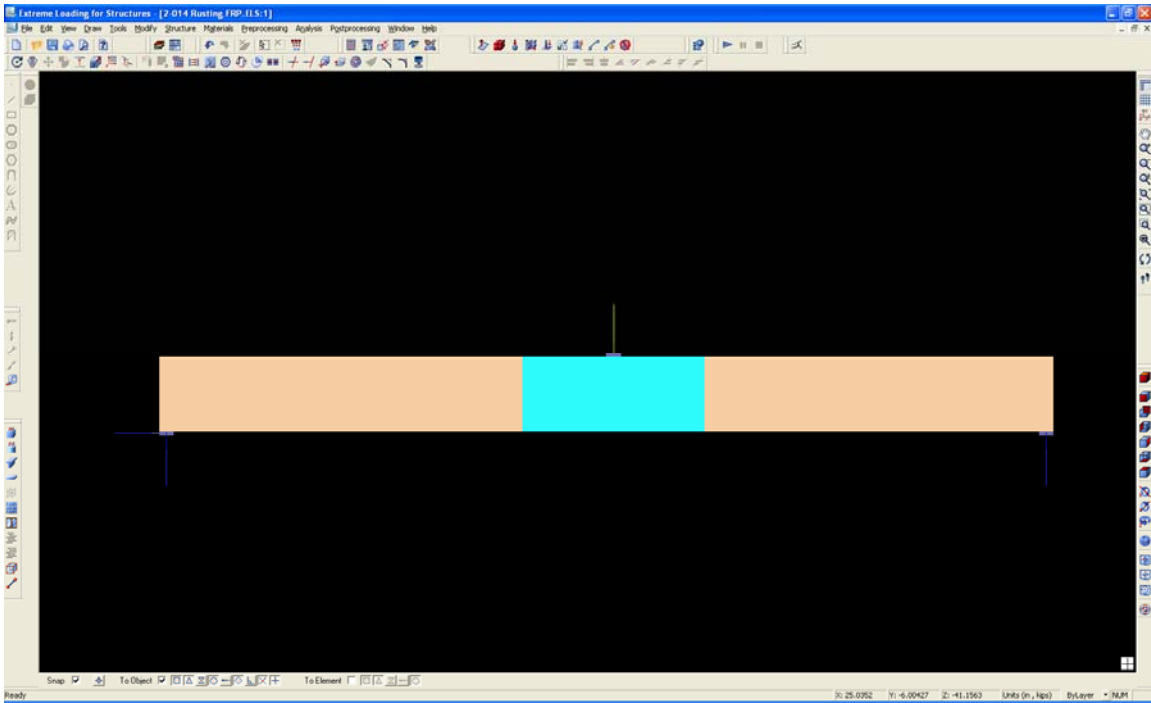 Extreme Loading for Structures - [2-014 Rusting FRP.ELS:1]
File Edit View Draw Tools Modify Structure Materials Preprocessing Analysis Postprocessing Window Help
Snap To Object To Element
Ready X: 25.0352 Y: -6.00427 Z: -41.1563 Units (in , kips) ByLayer NUM